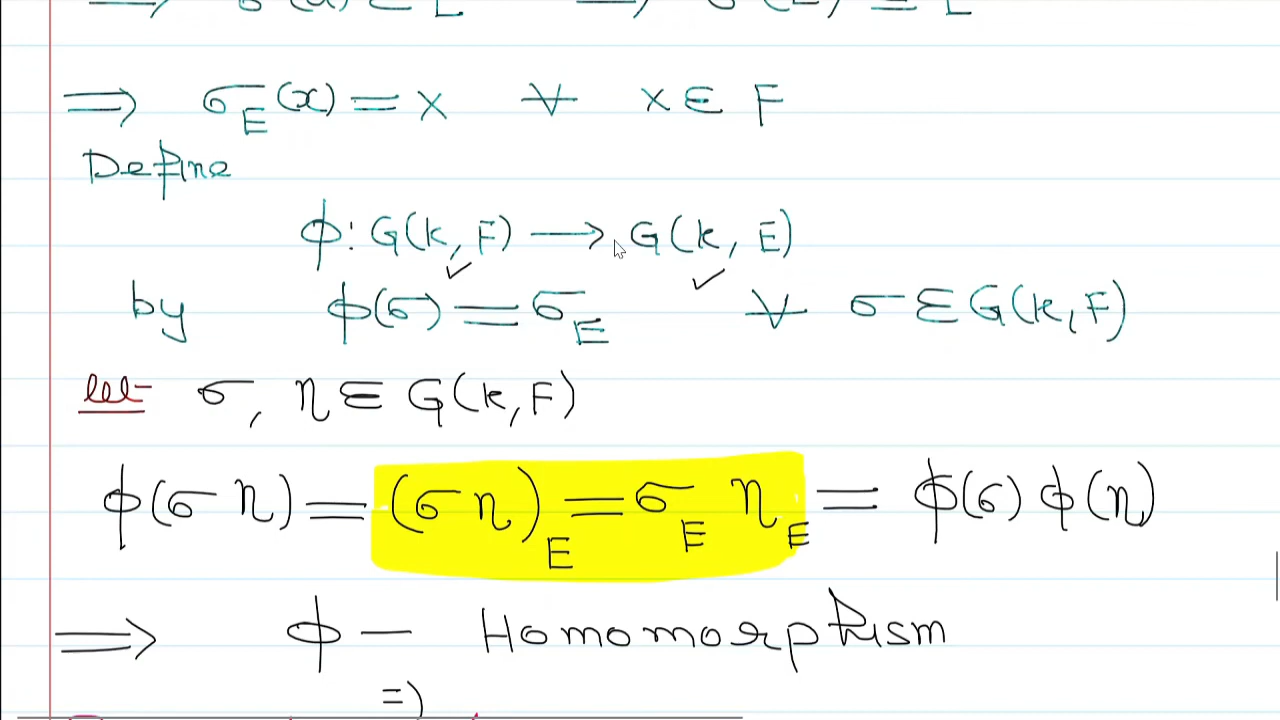 ⟹ σ_E(x) = x ∀ x ∈ F
Define
ϕ: G(k, F) ⟶ G(k, E)
by ϕ(σ) = σ_E ∀ σ ∈ G(k, F)
let σ, η ∈ G(k, F)
ϕ(σ η) = (σ η)_E = σ_E η_E = ϕ(σ) ϕ(η)
⟹ ϕ — Homomorphism
=)